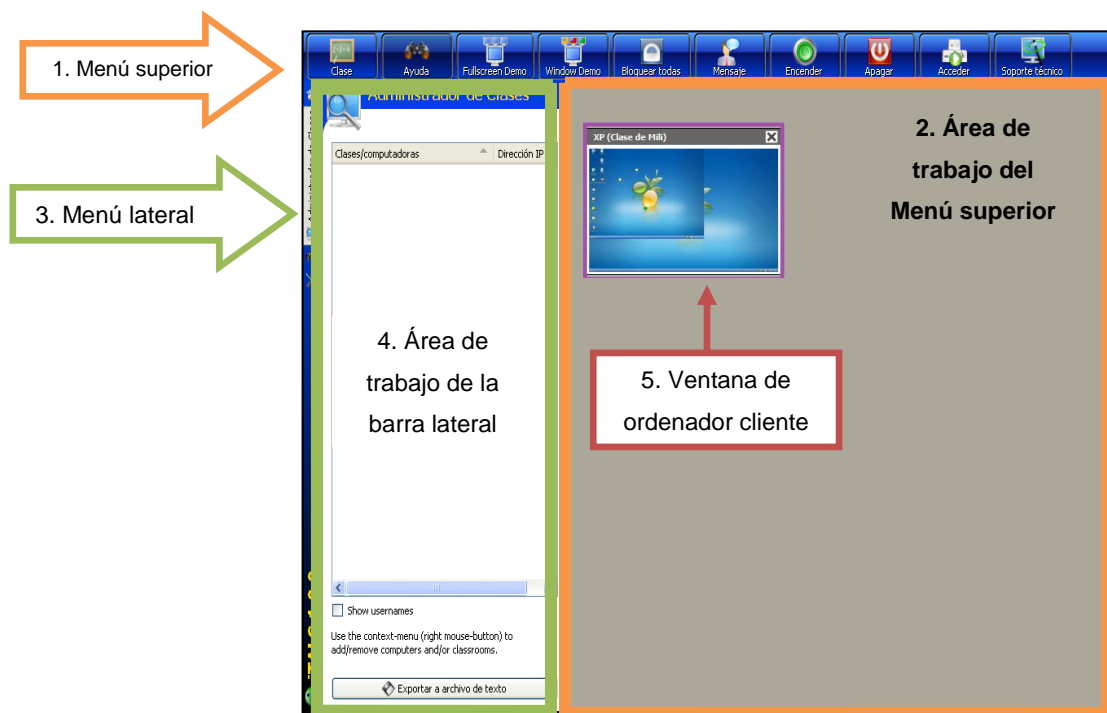 1. Menú superior
Clase
Ayuda
Fullscreen Demo
Window Demo
Bloquear todas
Mensaje
Encender
Apagar
Acceder
Soporte técnico
Administrador de Clases
3. Menú lateral
Clases/computadoras
Dirección IP
XP (Clase de Mili)
2. Área de
trabajo del
Menú superior
4. Área de
trabajo de la
barra lateral
5. Ventana de
ordenador cliente
Show usernames
Use the context-menu (right mouse-button) to
add/remove computers and/or classrooms.
Exportar a archivo de texto